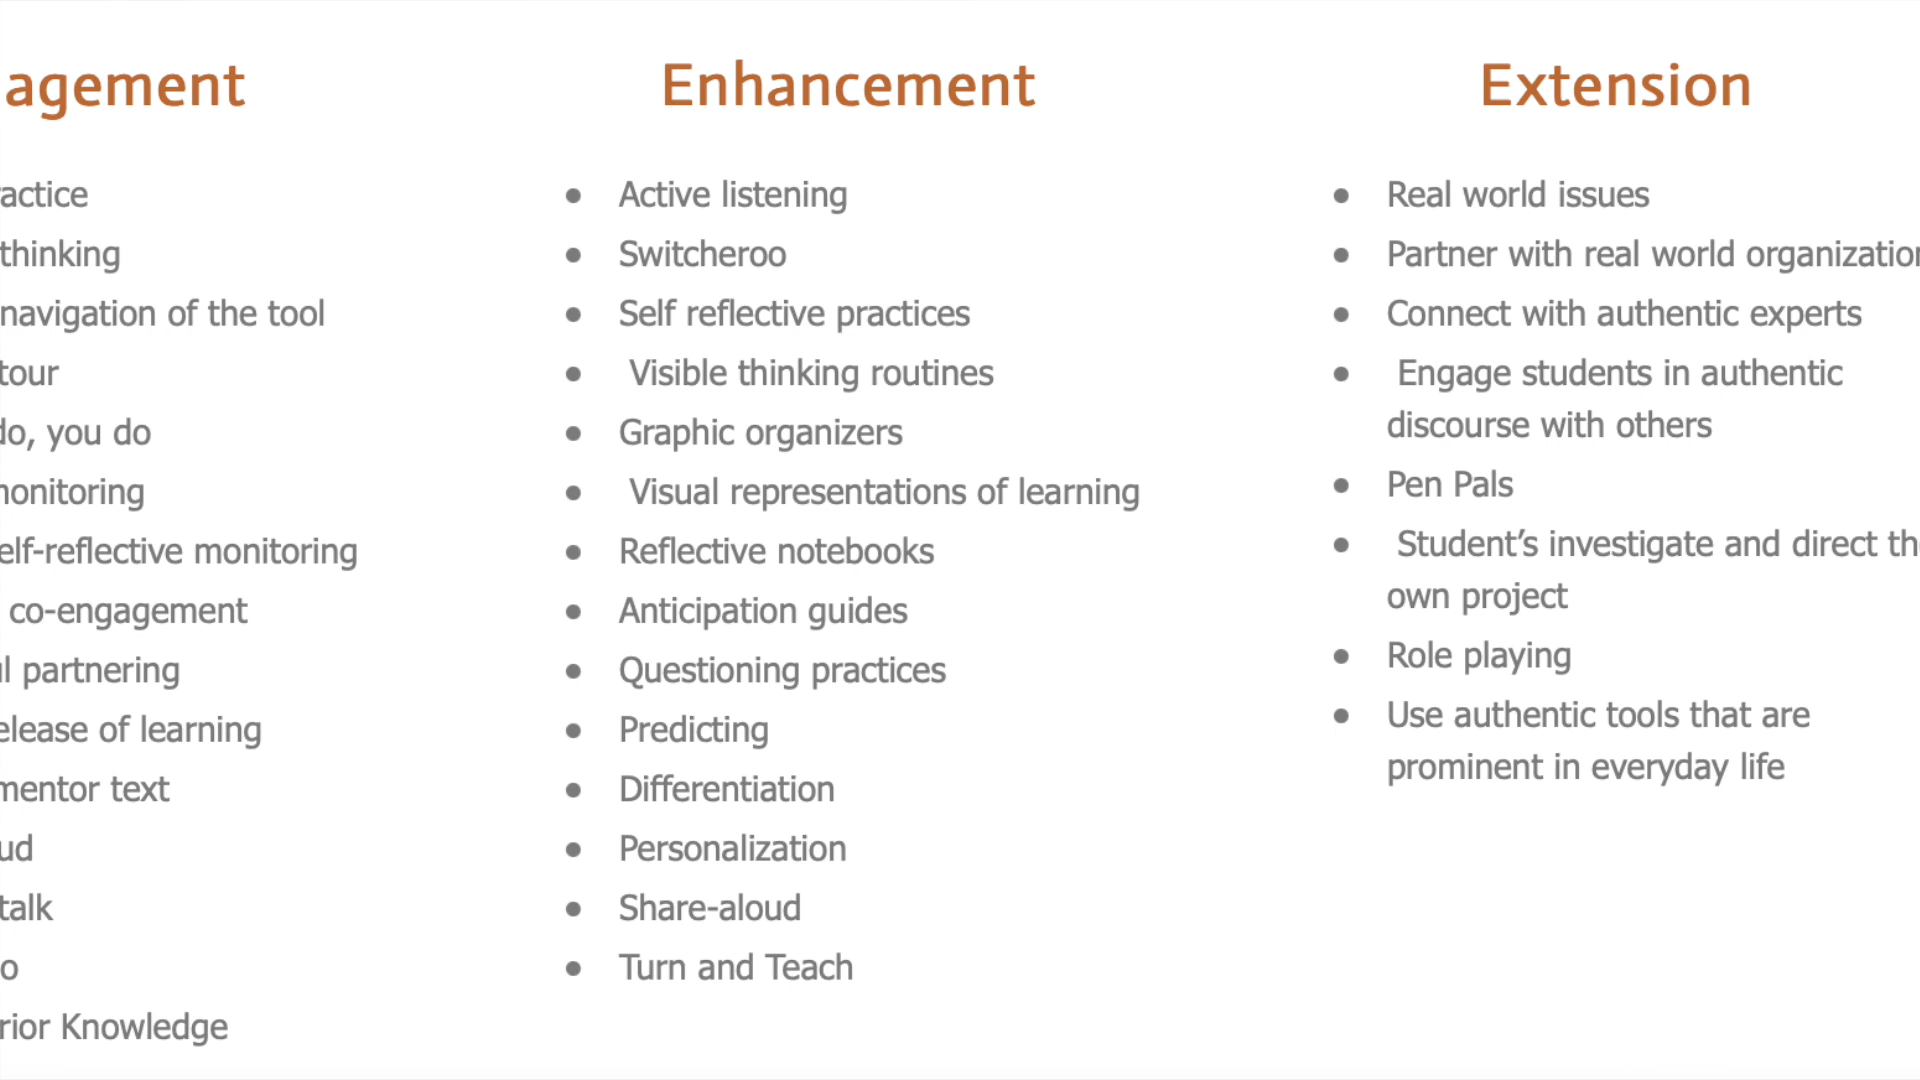 agement
actice
thinking
navigation of the tool
tour
do, you do
monitoring
elf-reflective monitoring
co-engagement
l partnering
elease of learning
mentor text
ud
talk
o
rior Knowledge
Enhancement
• Active listening
• Switcheroo
• Self reflective practices
• Visible thinking routines
• Graphic organizers
• Visual representations of learning
• Reflective notebooks
• Anticipation guides
• Questioning practices
• Predicting
• Differentiation
• Personalization
• Share-aloud
• Turn and Teach
Extension
• Real world issues
• Partner with real world organization
• Connect with authentic experts
• Engage students in authentic
discourse with others
• Pen Pals
• Student’s investigate and direct th
own project
• Role playing
• Use authentic tools that are
prominent in everyday life